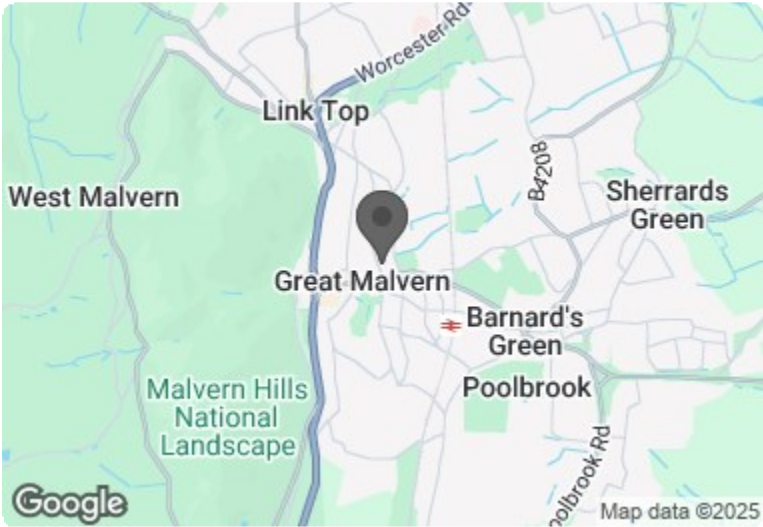 Worcester Rd
Link Top
B4208
West Malvern
Sherrards
Green
Great Malvern
Barnard's
Green
Malvern Hills
National
Landscape
Poolbrook
oolbrook Rd
Google
Map data ©2025